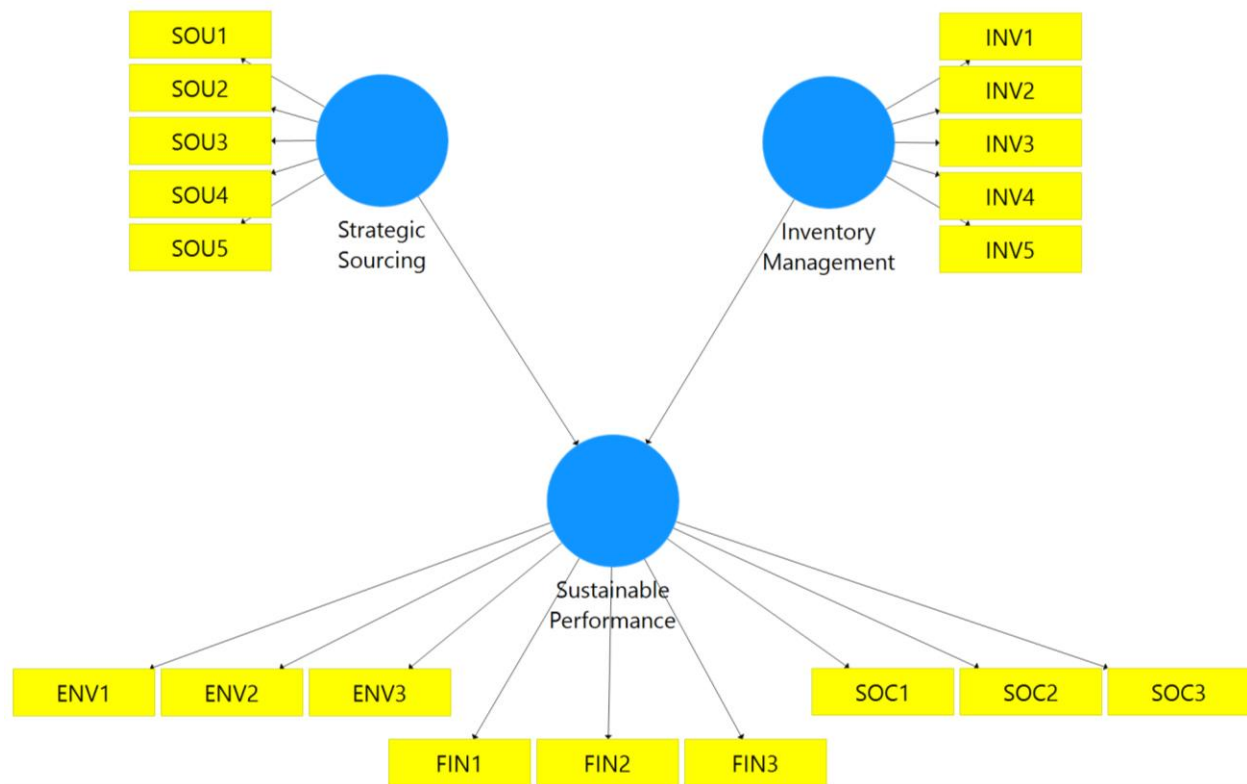 SOU1
SOU2
SOU3
SOU4
SOU5
Strategic
Sourcing
INV1
INV2
INV3
INV4
INV5
Inventory
Management
Sustainable
Performance
ENV1
ENV2
ENV3
FIN1
FIN2
FIN3
SOC1
SOC2
SOC3